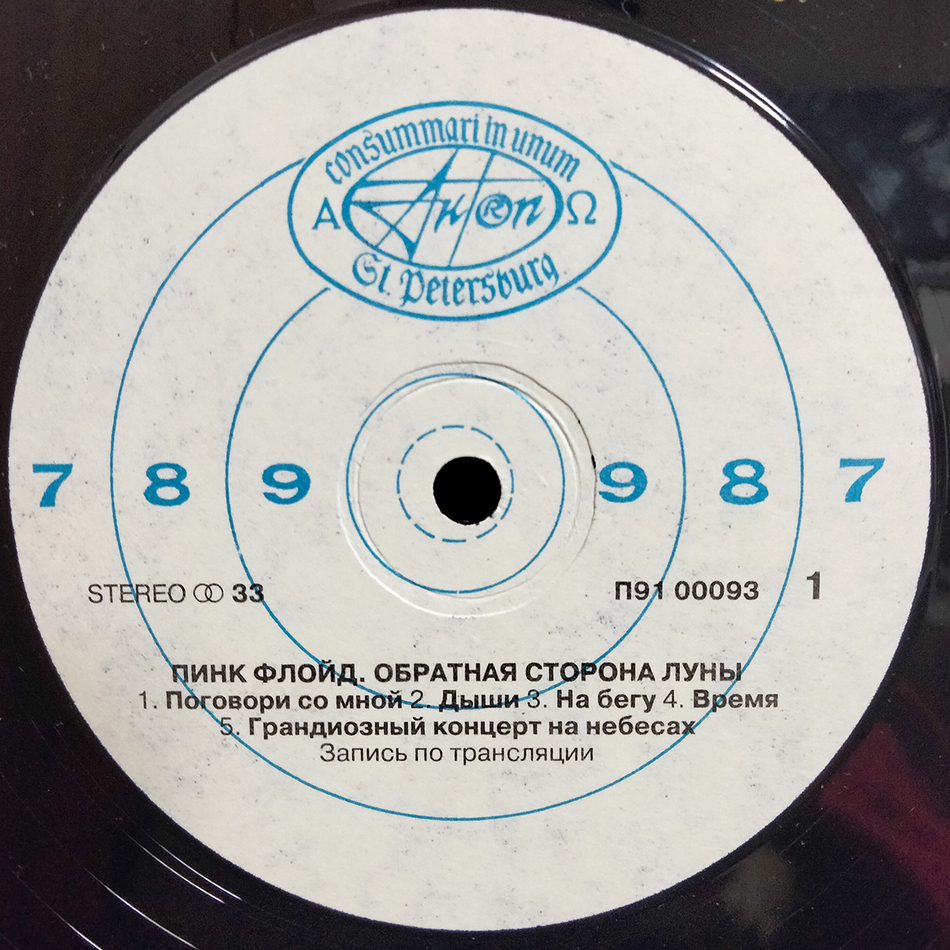 consummari in unum
Α АнТроп Ω
St. Petersburg
7 8 9 9 8 7
STEREO 33 П91 00093 1
ПИНК ФЛОЙД. ОБРАТНАЯ СТОРОНА ЛУНЫ
1. Поговори со мной 2. Дыши 3. На бегу 4. Время
5. Грандиозный концерт на небесах
Запись по трансляции